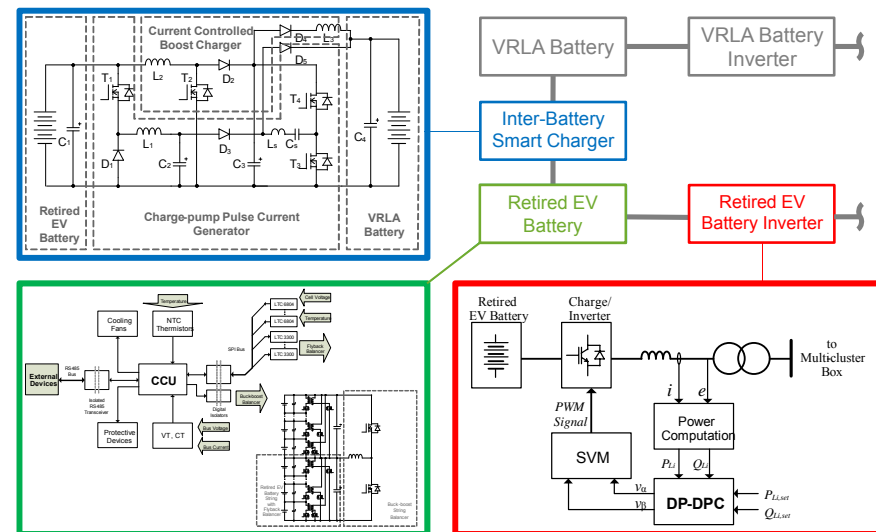 Current Controlled
Boost Charger
D4
L3
D5
T1
L2
T2
D2
T4
C1
L1
D3
Ls
Cs
C4
D1
C2
C3
T3
Retired
EV
Battery
Charge-pump Pulse Current
Generator
VRLA
Battery
VRLA Battery
VRLA Battery
Inverter
Inter-Battery
Smart Charger
Retired EV
Battery
Retired EV
Battery Inverter
Temperature
Cooling
Fans
NTC
Thermistors
SPI Bus
LTC 6804
LTC 6804
LTC 3300
LTC 3300
Cell Voltage
Temperature
Flyback
Balancer
External
Devices
RS485
Bus
Isolated
RS-485
Transceiver
CCU
Digital
Isolators
Buckboost
Balancer
Protective
Devices
VT, CT
Bus Voltage
Bus Current
Retired EV
Battery
String
with
Flyback
Balancer
Buck-boost
String
Balancer
Retired
EV Battery
Charge/
Inverter
to
Multicluster
Box
i
e
PWM
Signal
Power
Computation
SVM
PLi
QLi
vα
vβ
DP-DPC
PLi,set
QLi,set